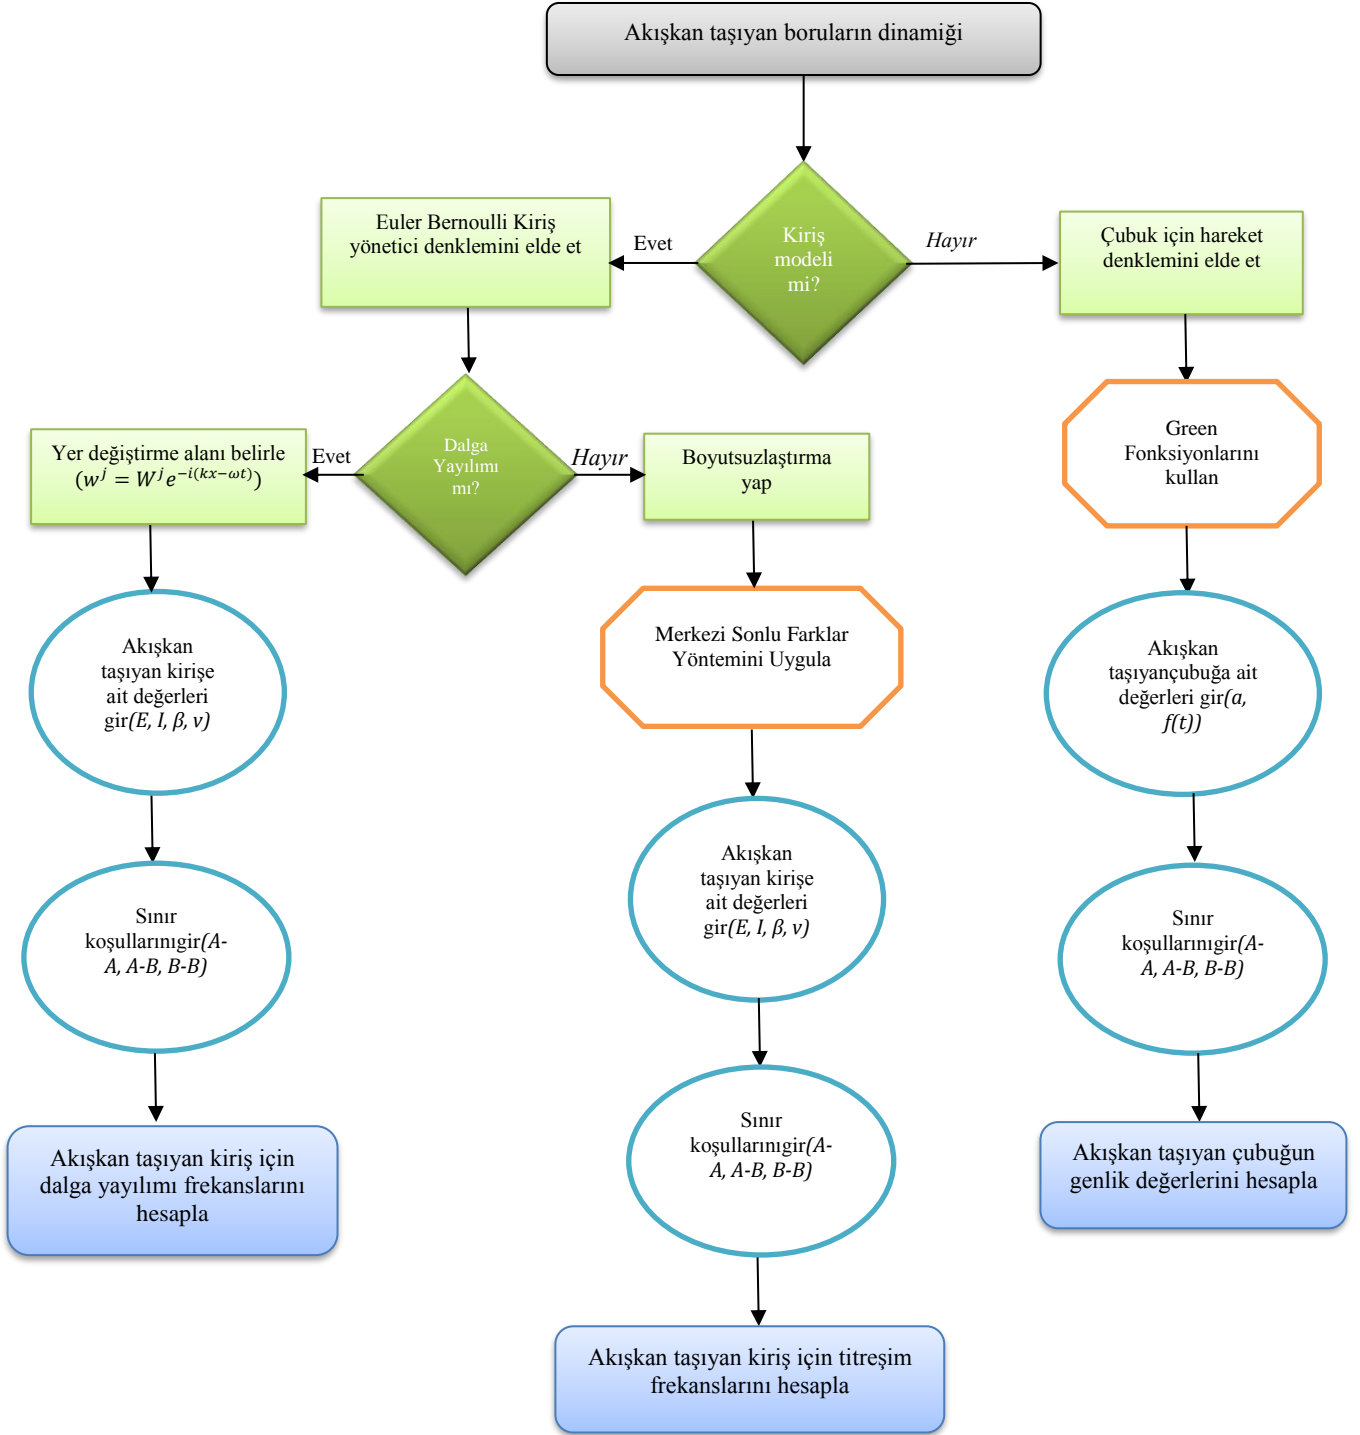 Akışkan taşıyan boruların dinamiği
Kiriş
modeli
mi?
Evet
Hayır
Euler Bernoulli Kiriş
yönetici denklemini elde et
Çubuk için hareket
denklemini elde et
Dalga
Yayılımı
mı?
Evet
Hayır
Yer değiştirme alanı belirle
(w^j = W^j e^{-i(kx-ωt)})
Boyutsuzlaştırma
yap
Green
Fonksiyonlarını
kullan
Akışkan
taşıyan kirişe
ait değerleri
gir(E, I, β, v)
Merkezi Sonlu Farklar
Yöntemini Uygula
Akışkan
taşıyançubuğa ait
değerleri gir(a,
f(t))
Akışkan
taşıyan kirişe
ait değerleri
gir(E, I, β, v)
Sınır
koşullarınıgir(A-
A, A-B, B-B)
Sınır
koşullarınıgir(A-
A, A-B, B-B)
Sınır
koşullarınıgir(A-
A, A-B, B-B)
Akışkan taşıyan kiriş için
dalga yayılımı frekanslarını
hesapla
Akışkan taşıyan çubuğun
genlik değerlerini hesapla
Akışkan taşıyan kiriş için titreşim
frekanslarını hesapla